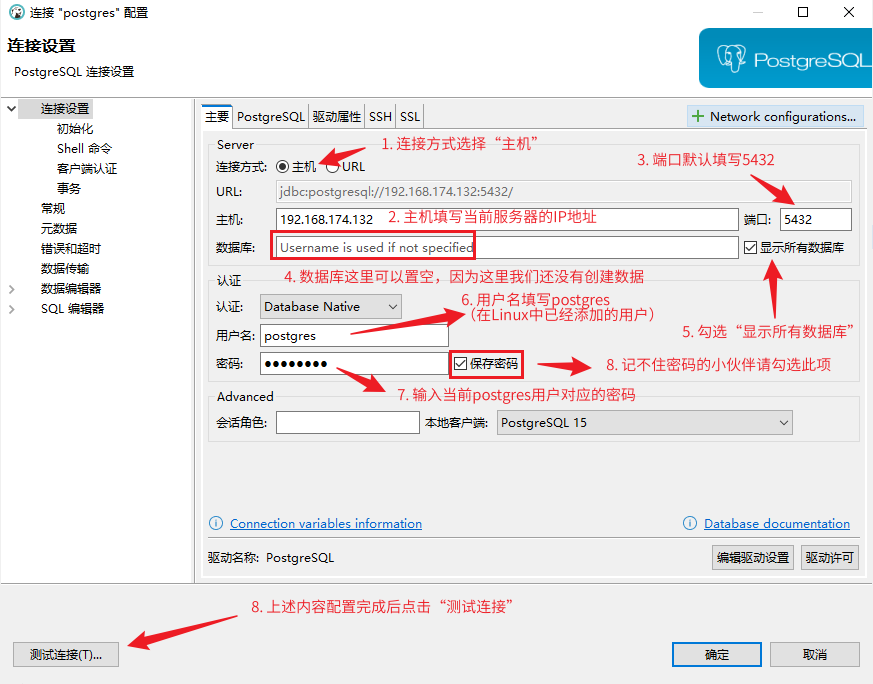 连接 "postgres" 配置
连接设置
PostgreSQL 连接设置
PostgreSQL
连接设置
初始化
Shell 命令
客户端认证
事务
常规
元数据
错误和超时
数据传输
数据编辑器
SQL 编辑器
主要 PostgreSQL 驱动属性 SSH SSL
Network configurations...
Server
1. 连接方式选择“主机”
连接方式: 主机 URL
3. 端口默认填写5432
URL: jdbc:postgresql://192.168.174.132:5432/
主机: 192.168.174.132 2. 主机填写当前服务器的IP地址 端口: 5432
数据库: Username is used if not specified 显示所有数据库
4. 数据库这里可以置空，因为这里我们还没有创建数据
认证
认证: Database Native
6. 用户名填写postgres
（在Linux中已经添加的用户）
5. 勾选“显示所有数据库”
用户名: postgres
密码: ●●●●●●●● 保存密码
8. 记不住密码的小伙伴请勾选此项
7. 输入当前postgres用户对应的密码
Advanced
会话角色: 本地客户端: PostgreSQL 15
Connection variables information
Database documentation
驱动名称: PostgreSQL
编辑驱动设置 驱动许可
8. 上述内容配置完成后点击“测试连接”
测试连接(T)... 确定 取消